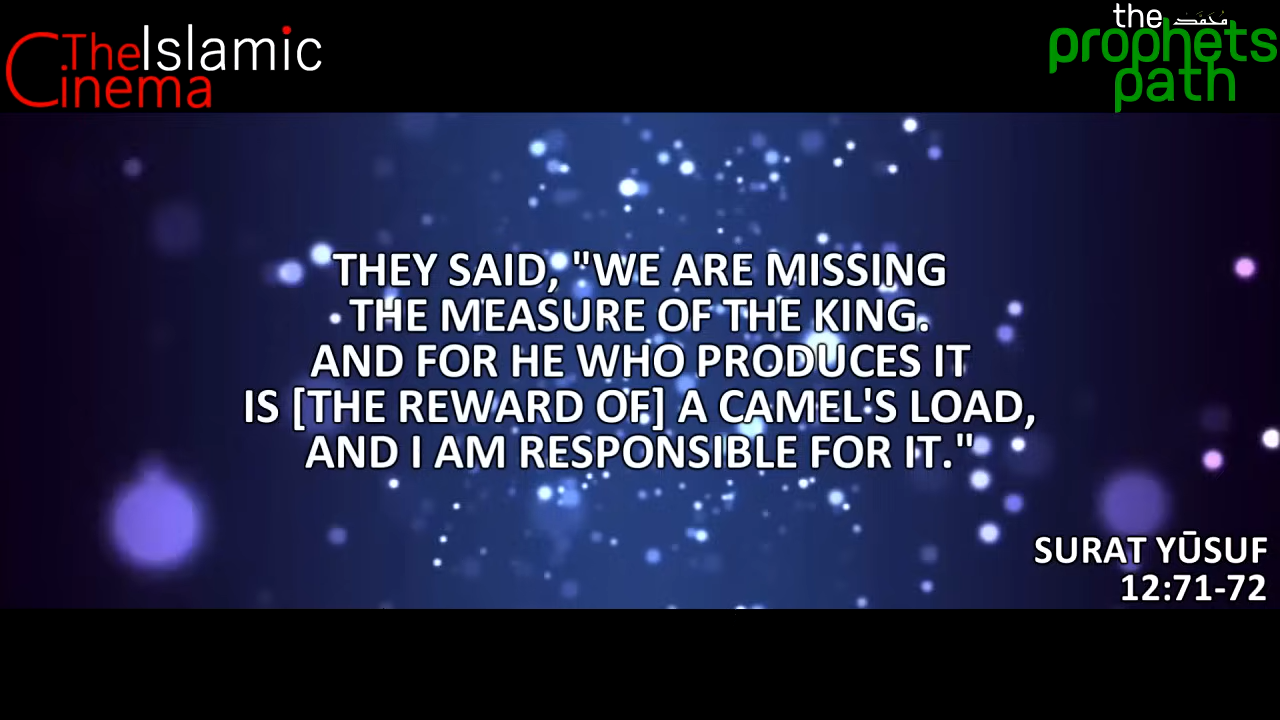 TheIslamic
Cinema
the محمد
prophets
path
THEY SAID, "WE ARE MISSING
THE MEASURE OF THE KING.
AND FOR HE WHO PRODUCES IT
IS [THE REWARD OF] A CAMEL'S LOAD,
AND I AM RESPONSIBLE FOR IT."
SURAT YŪSUF
12:71-72